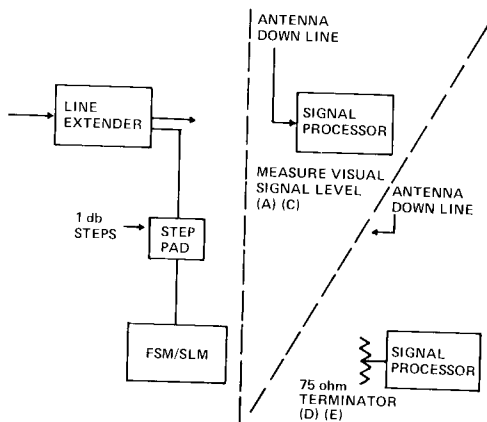 LINE
EXTENDER
1 db
STEPS
STEP
PAD
FSM/SLM
ANTENNA
DOWN LINE
SIGNAL
PROCESSOR
MEASURE VISUAL
SIGNAL LEVEL
(A) (C)
ANTENNA
DOWN LINE
SIGNAL
PROCESSOR
75 ohm
TERMINATOR
(D) (E)